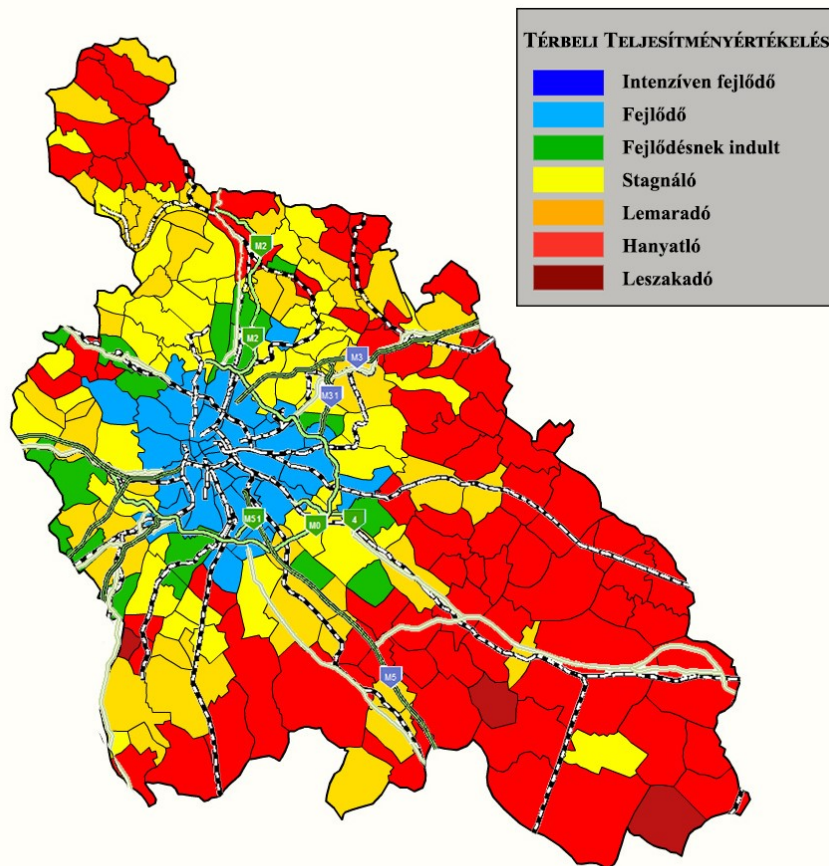 TÉRBELI TELJESÍTMÉNYÉRTÉKELÉS
Intenzíven fejlődő
Fejlődő
Fejlődésnek indult
Stagnáló
Lemaradó
Hanyatló
Leszakadó
M2
M2
M3
M31
M51
M0
4
M5